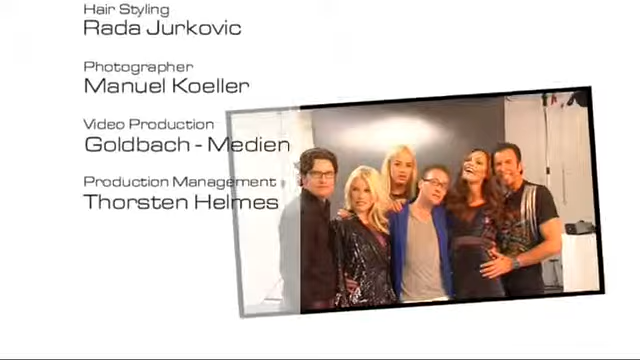 Hair Styling
Rada Jurkovic
Photographer
Manuel Koeller
Video Production
Goldbach - Medien
Production Management
Thorsten Helmes